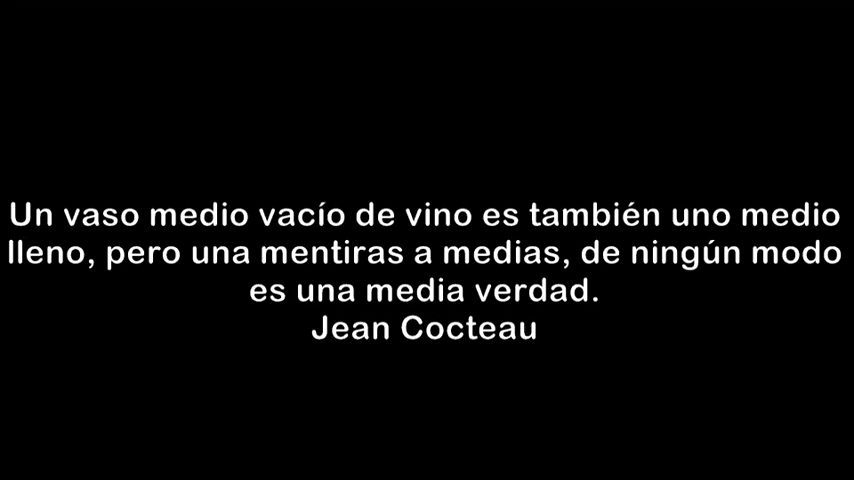 Un vaso medio vacío de vino es también uno medio
lleno, pero una mentiras a medias, de ningún modo
es una media verdad.
Jean Cocteau